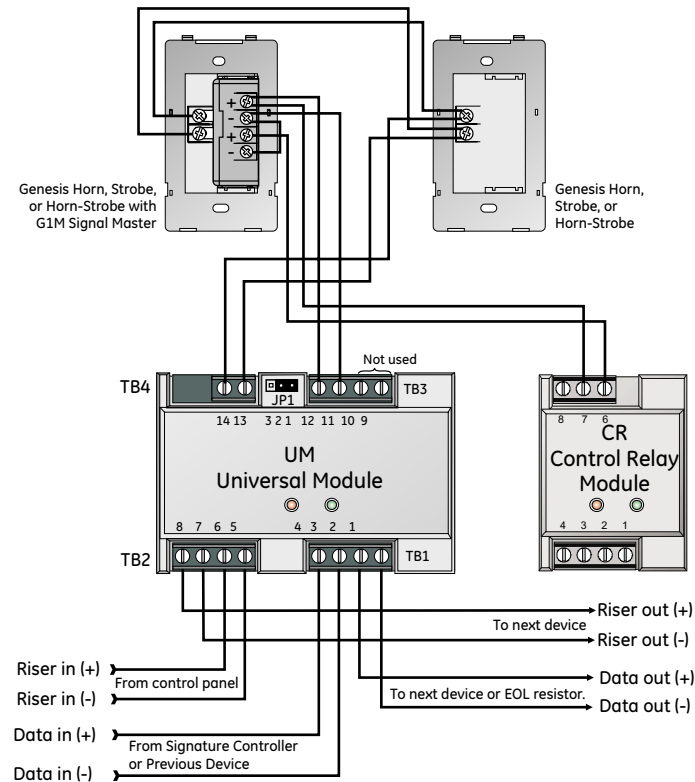 +
-
+
-
Genesis Horn, Strobe,
or Horn-Strobe with
G1M Signal Master
Genesis Horn,
Strobe, or
Horn-Strobe
Not used
TB4
JP1
TB3
14 13 3 2 1 12 11 10 9
8 7 6
UM
Universal Module
CR
Control Relay
Module
8 7 6 5 4 3 2 1
4 3 2 1
TB2
TB1
Riser out (+)
To next device
Riser out (-)
Riser in (+)
From control panel
Riser in (-)
Data out (+)
To next device or EOL resistor.
Data out (-)
Data in (+)
From Signature Controller
or Previous Device
Data in (-)